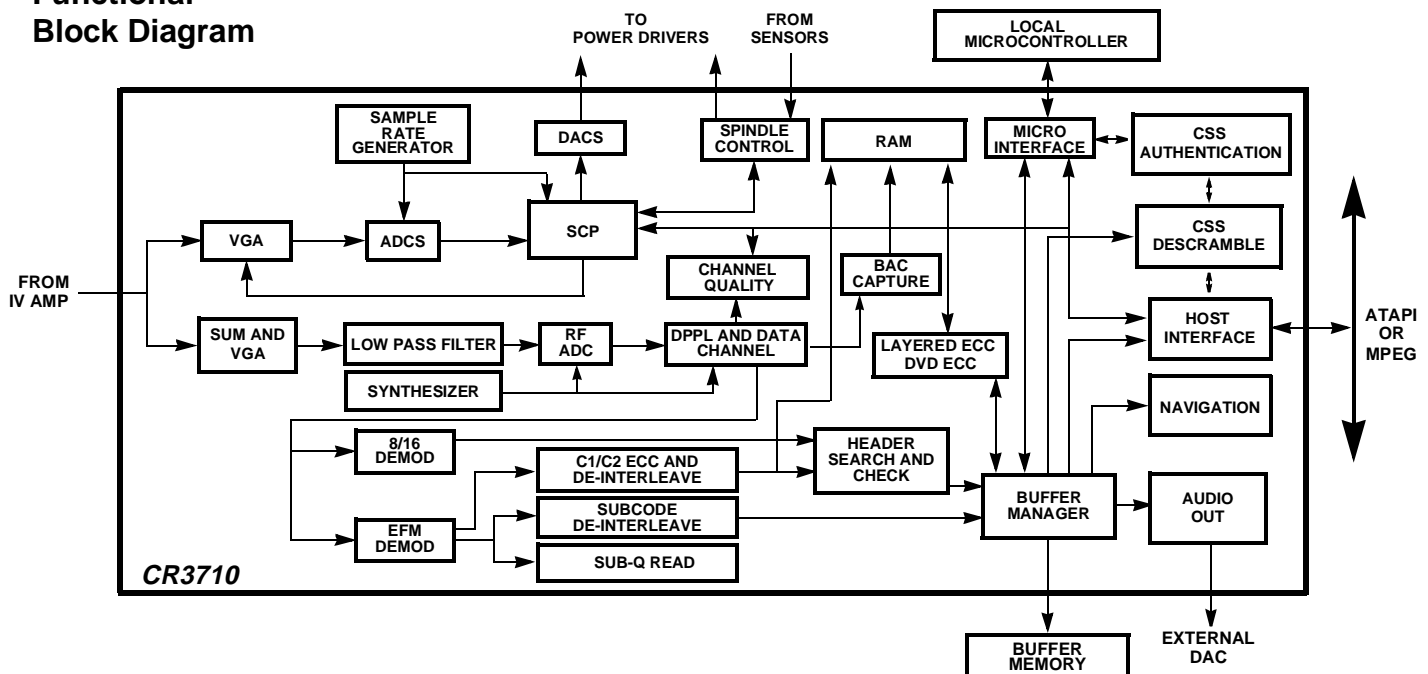 Functional
Block Diagram
TO
POWER DRIVERS
FROM
SENSORS
LOCAL
MICROCONTROLLER
SAMPLE
RATE
GENERATOR
DACS
SPINDLE
CONTROL
RAM
MICRO
INTERFACE
CSS
AUTHENTICATION
VGA
ADCS
SCP
CSS
DESCRAMBLE
FROM
IV AMP
CHANNEL
QUALITY
BAC
CAPTURE
HOST
INTERFACE
ATAPI
OR
MPEG
SUM AND
VGA
LOW PASS FILTER
RF
ADC
DPPL AND DATA
CHANNEL
LAYERED ECC
DVD ECC
SYNTHESIZER
NAVIGATION
8/16
DEMOD
C1/C2 ECC AND
DE-INTERLEAVE
HEADER
SEARCH AND
CHECK
EFM
DEMOD
SUBCODE
DE-INTERLEAVE
BUFFER
MANAGER
AUDIO
OUT
SUB-Q READ
CR3710
BUFFER
MEMORY
EXTERNAL
DAC